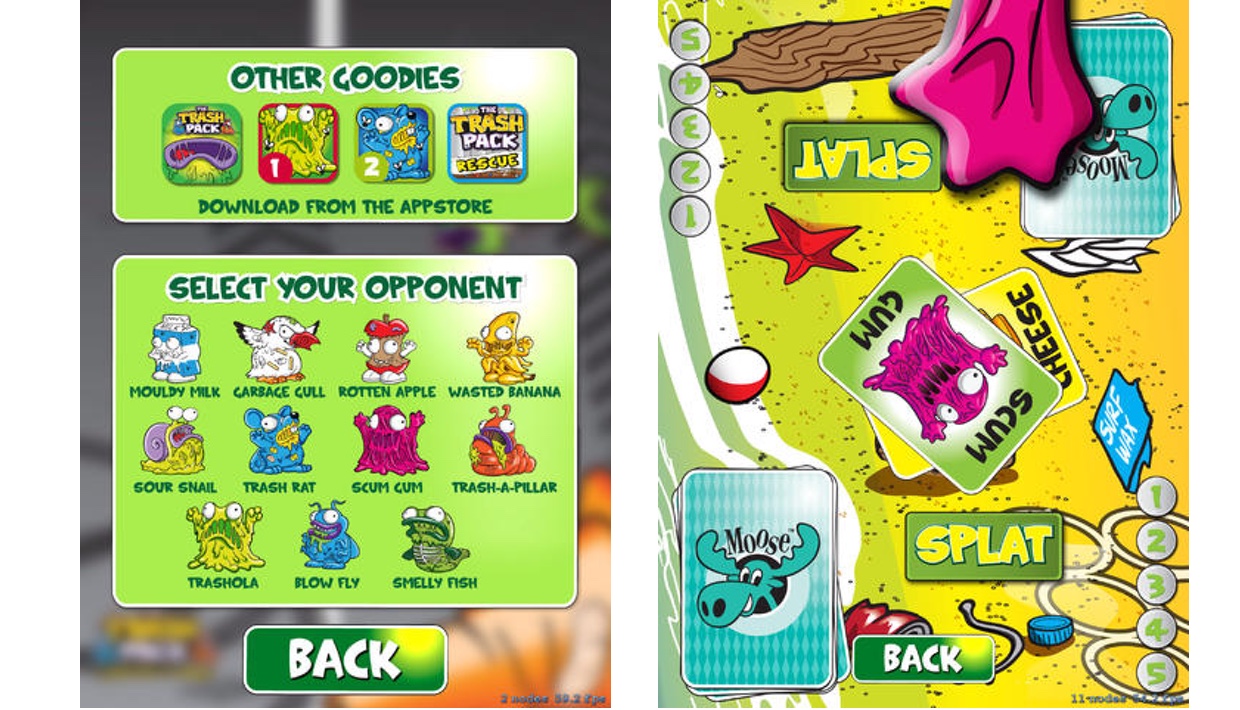 OTHER GOODIES
THE TRASH PACK
1
2
THE TRASH PACK RESCUE
DOWNLOAD FROM THE APPSTORE
SELECT YOUR OPPONENT
MOULDY MILK GARBAGE GULL ROTTEN APPLE WASTED BANANA
SOUR SNAIL TRASH RAT SCUM GUM TRASH-A-PILLAR
TRASHOLA BLOW FLY SMELLY FISH
BACK
5
4
3
2
1
SPLAT
Moose
GUM
CHEESE
SCUM
SURF WAX
Moose™
SPLAT
1
2
3
4
5
BACK